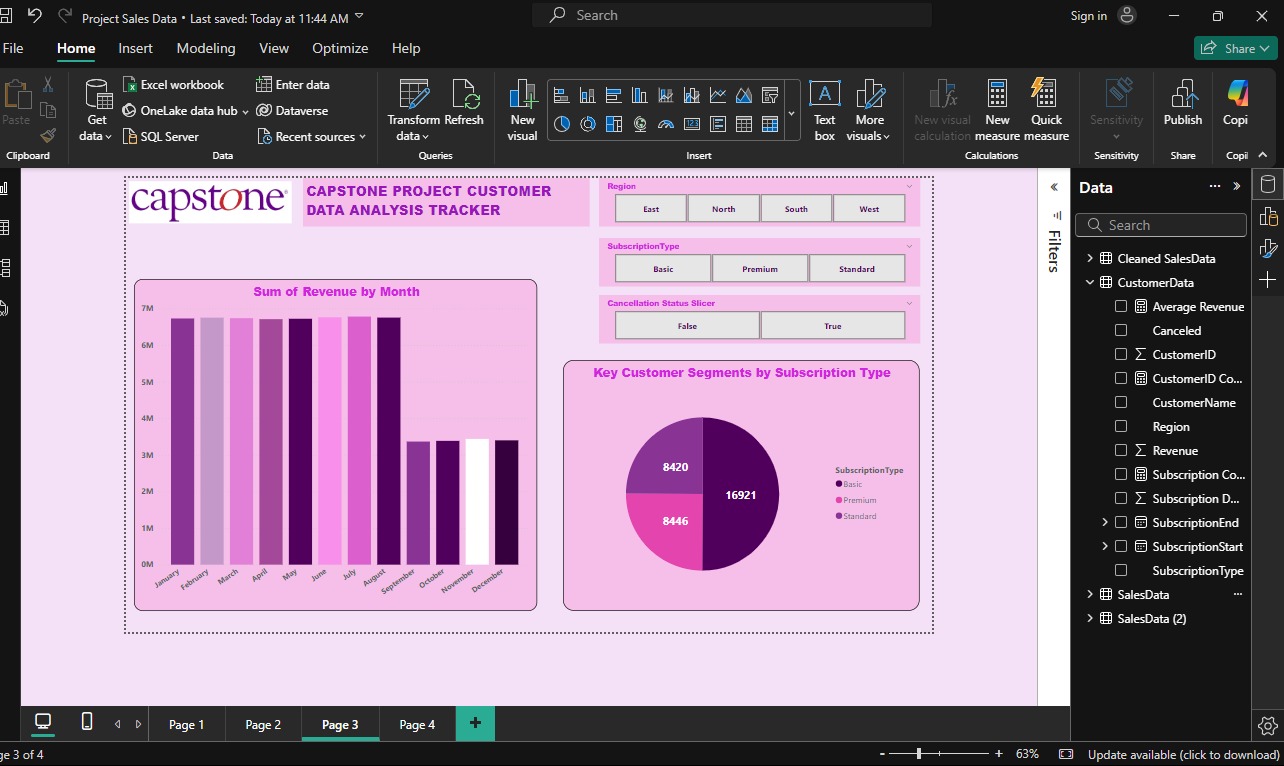 Project Sales Data • Last saved: Today at 11:44 AM
Search
Sign in
File Home Insert Modeling View Optimize Help
Share
Paste
Clipboard
Get data
Excel workbook
OneLake data hub
SQL Server
Enter data
Dataverse
Recent sources
Data
Transform data
Refresh
Queries
New visual
Text box
More visuals
Insert
New visual calculation
New measure
Quick measure
Calculations
Sensitivity
Sensitivity
Publish
Share
Copi
Copil
capstone
CAPSTONE PROJECT CUSTOMER
DATA ANALYSIS TRACKER
Region
East North South West
SubscriptionType
Basic Premium Standard
Cancellation Status Slicer
False True
Sum of Revenue by Month
7M
6M
5M
4M
3M
2M
1M
0M
January February March April May June July August September October November December
Key Customer Segments by Subscription Type
8420
16921
8446
SubscriptionType
Basic
Premium
Standard
Filters
Data
Search
Cleaned SalesData
CustomerData
Average Revenue
Canceled
CustomerID
CustomerID Co...
CustomerName
Region
Revenue
Subscription Co...
Subscription D...
SubscriptionEnd
SubscriptionStart
SubscriptionType
SalesData
SalesData (2)
Page 1 Page 2 Page 3 Page 4
ge 3 of 4
63%
Update available (click to download)